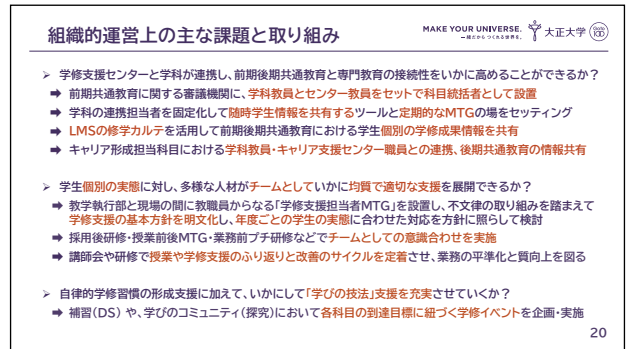 組織的運営上の主な課題と取り組み
MAKE YOUR UNIVERSE.
大正大学
➢ 学修支援センターと学科が連携し、前期後期共通教育と専門教育の接続性をいかに高めることができるか？
➡ 前期共通教育に関する審議機関に、学科教員とセンター教員をセットで科目統括者として設置
➡ 学科の連携担当者を固定化して随時学生情報を共有するツールと定期的なMTGの場をセッティング
➡ LMSの修学カルテを活用して前期後期共通教育における学生個別の学修成果情報を共有
➡ キャリア形成担当科目における学科教員・キャリア支援センター職員との連携、後期共通教育の情報共有
➢ 学生個別の実態に対し、多様な人材がチームとしていかに均質で適切な支援を展開できるか？
➡ 教学執行部と現場の間に教職員からなる「学修支援担当者MTG」を設置し、不文律の取り組みを踏まえて
学修支援の基本方針を明文化し、年度ごとの学生の実態に合わせた対応を方針に照らして検討
➡ 採用後研修・授業前後MTG・業務前プチ研修などでチームとしての意識合わせを実施
➡ 講師会や研修で授業や学修支援のふり返りと改善のサイクルを定着させ、業務の平準化と質向上を図る
➢ 自律的学修習慣の形成支援に加えて、いかにして「学びの技法」支援を充実させていくか？
➡ 補習(DS) や、学びのコミュニティ(探究)において各科目の到達目標に紐づく学修イベントを企画・実施
20